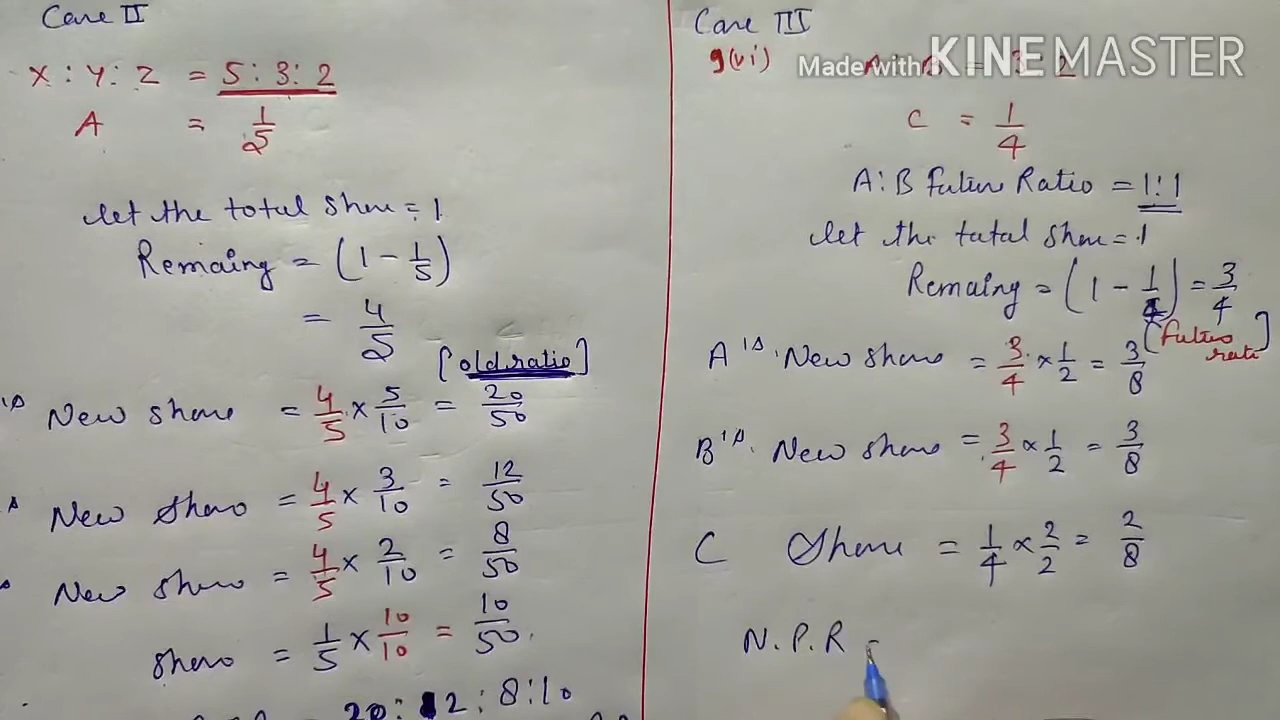 Case II
X : Y : Z = 5 : 3 : 2
A = 1/5
let the total share = 1
Remaing = (1 - 1/5)
= 4/5
[old ratio]
's New share = 4/5 × 5/10 = 20/50
s New share = 4/5 × 3/10 = 12/50
s New share = 4/5 × 2/10 = 8/50
share = 1/5 × 10/10 = 10/50
20 : 12 : 8 : 10
Case III
9(vi) A : B = 3 : 2
Made with KINEMASTER
C = 1/4
A : B Future Ratio = 1 : 1
let the total share = 1
Remaing = (1 - 1/4) = 3/4
[future
A's New share = 3/4 × 1/2 = 3/8
B's New share = 3/4 × 1/2 = 3/8
C Share = 1/4 × 2/2 = 2/8
N.P.R =